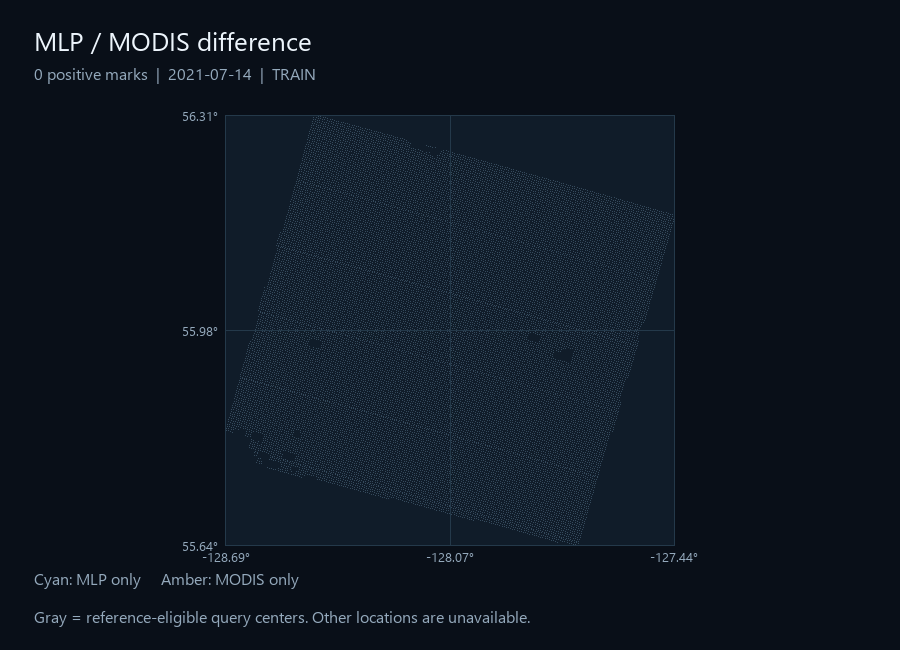 MLP / MODIS difference
0 positive marks | 2021-07-14 | TRAIN
56.31°
55.98°
55.64°
-128.69° -128.07° -127.44°
Cyan: MLP only Amber: MODIS only
Gray = reference-eligible query centers. Other locations are unavailable.